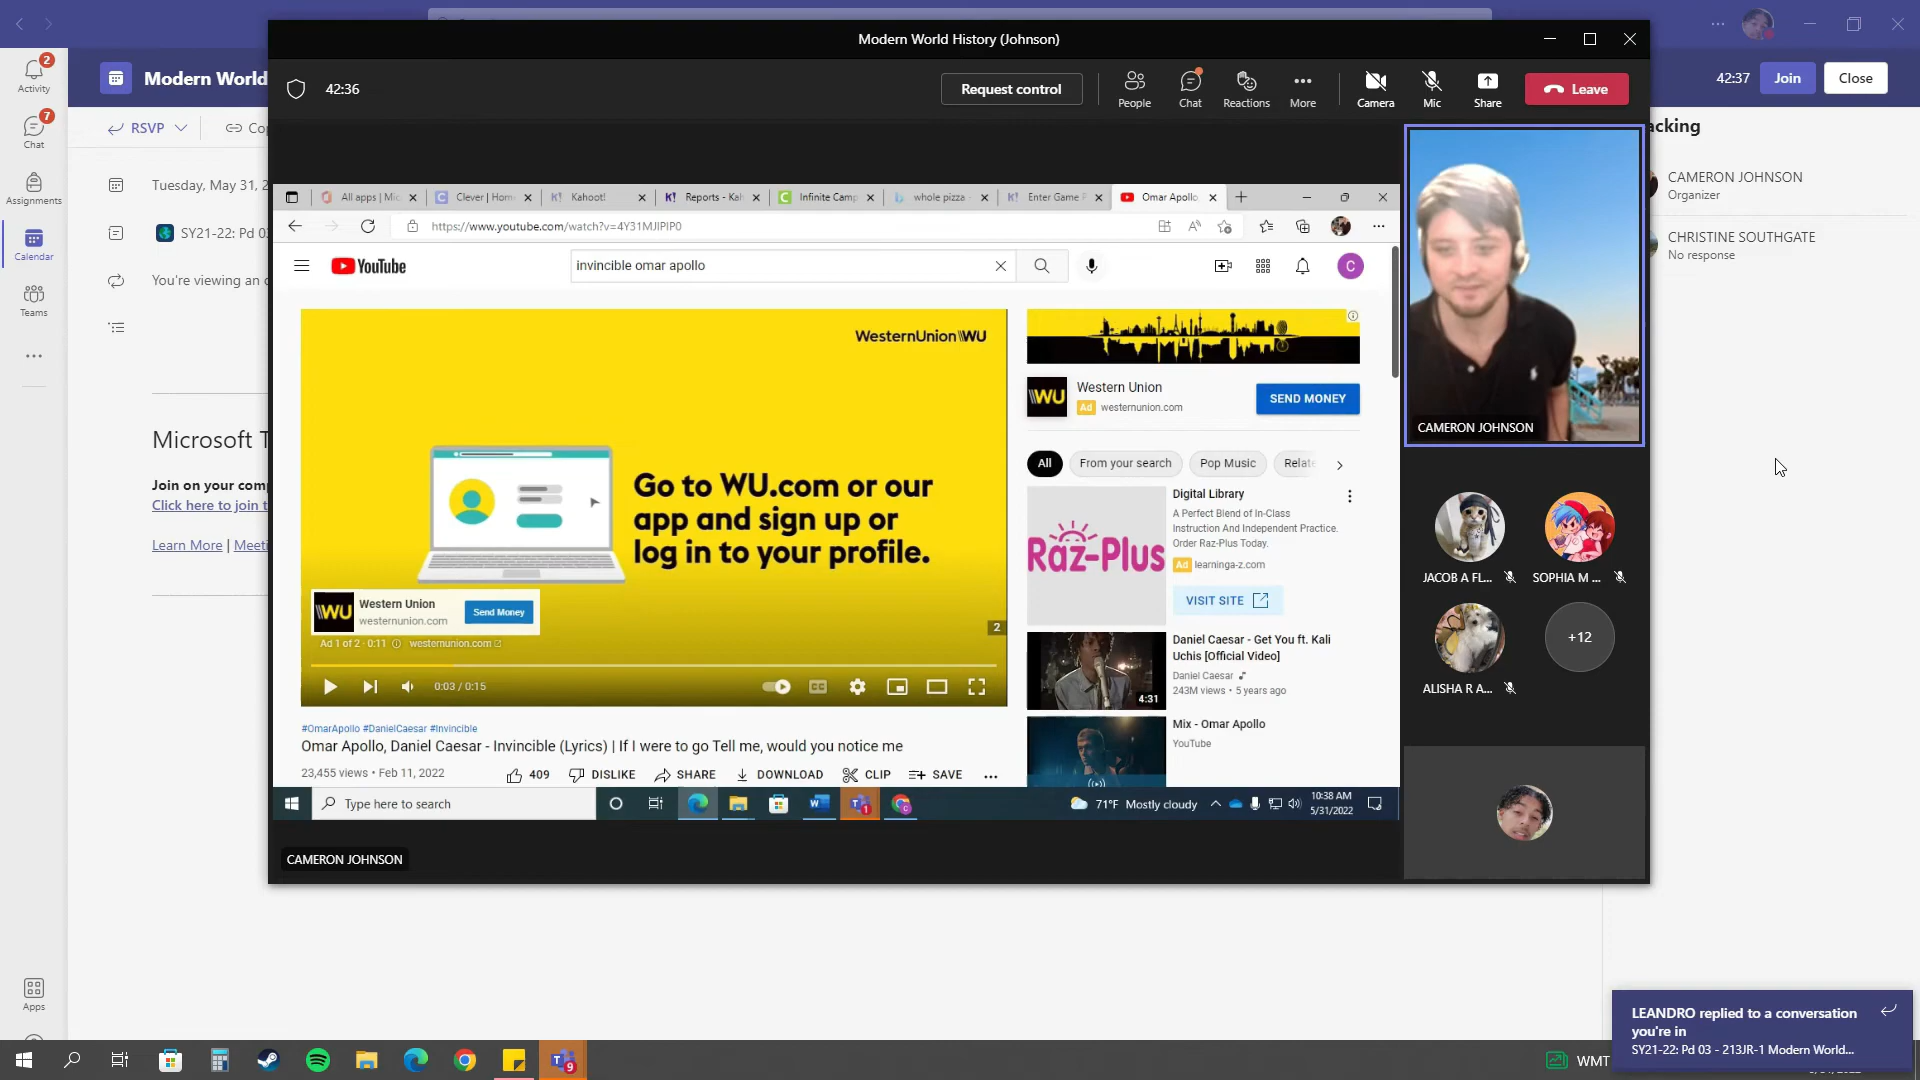 Modern World History (Johnson)
2
Activity
7
Chat
Assignments
Calendar
Teams
Apps
Modern World
42:37
Join
Close
RSVP
Tuesday, May 31, 2
SY21-22: Pd
You're viewing an
Microsoft T
Join on your
Click here to join t
Learn More | Meeti
42:36
Request control
People
Chat
Reactions
More
Camera
Mic
Share
Leave
All apps | Mic
Clever | Hom
Kahoot!
Reports - Kah
Infinite Camp
whole pizza -
Enter Game P
Omar Apollo
https://www.youtube.com/watch?v=4Y31MJIPIP0
YouTube
invincible omar apollo
C
WesternUnion WU
Go to WU.com or our
app and sign up or
log in to your profile.
WU
Western Union
westernunion.com
Send Money
2
Ad 1 of 2 · 0:11
westernunion.com
0:03 / 0:15
CC
#OmarApollo #DanielCaesar #Invincible
Omar Apollo, Daniel Caesar - Invincible (Lyrics) | If I were to go Tell me, would you notice me
23,455 views • Feb 11, 2022
409
DISLIKE
SHARE
DOWNLOAD
CLIP
SAVE
WU
Western Union
Ad westernunion.com
SEND MONEY
All
From your search
Pop Music
Relate
Raz-Plus
Digital Library
A Perfect Blend of In-Class
Instruction And Independent Practice.
Order Raz-Plus Today.
Ad learninga-z.com
VISIT SITE
Daniel Caesar - Get You ft. Kali
Uchis [Official Video]
Daniel Caesar
243M views • 5 years ago
4:31
Mix - Omar Apollo
YouTube
Type here to search
71°F Mostly cloudy
10:38 AM
5/31/2022
CAMERON JOHNSON
CAMERON JOHNSON
JACOB A FL...
SOPHIA M ...
ALISHA R A...
+12
acking
CAMERON JOHNSON
Organizer
CHRISTINE SOUTHGATE
No response
LEANDRO replied to a conversation
you're in
SY21-22: Pd 03 - 213JR-1 Modern World...
9
WMT